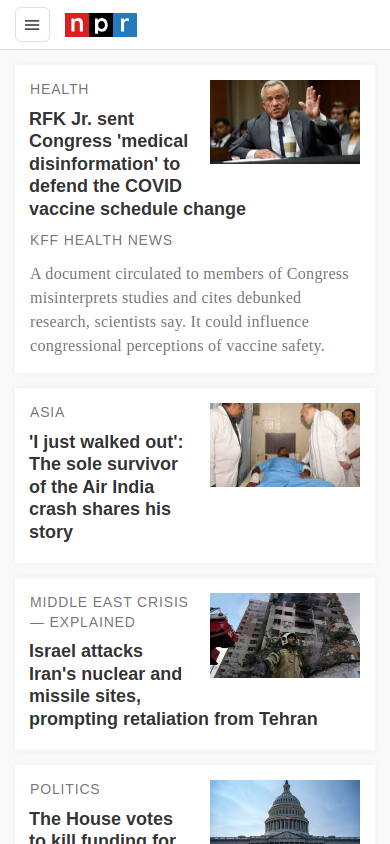 npr
HEALTH
RFK Jr. sent
Congress 'medical
disinformation' to
defend the COVID
vaccine schedule change
KFF HEALTH NEWS
A document circulated to members of Congress
misinterprets studies and cites debunked
research, scientists say. It could influence
congressional perceptions of vaccine safety.
ASIA
'I just walked out':
The sole survivor
of the Air India
crash shares his
story
MIDDLE EAST CRISIS
— EXPLAINED
Israel attacks
Iran's nuclear and
missile sites,
prompting retaliation from Tehran
POLITICS
The House votes
to kill funding for